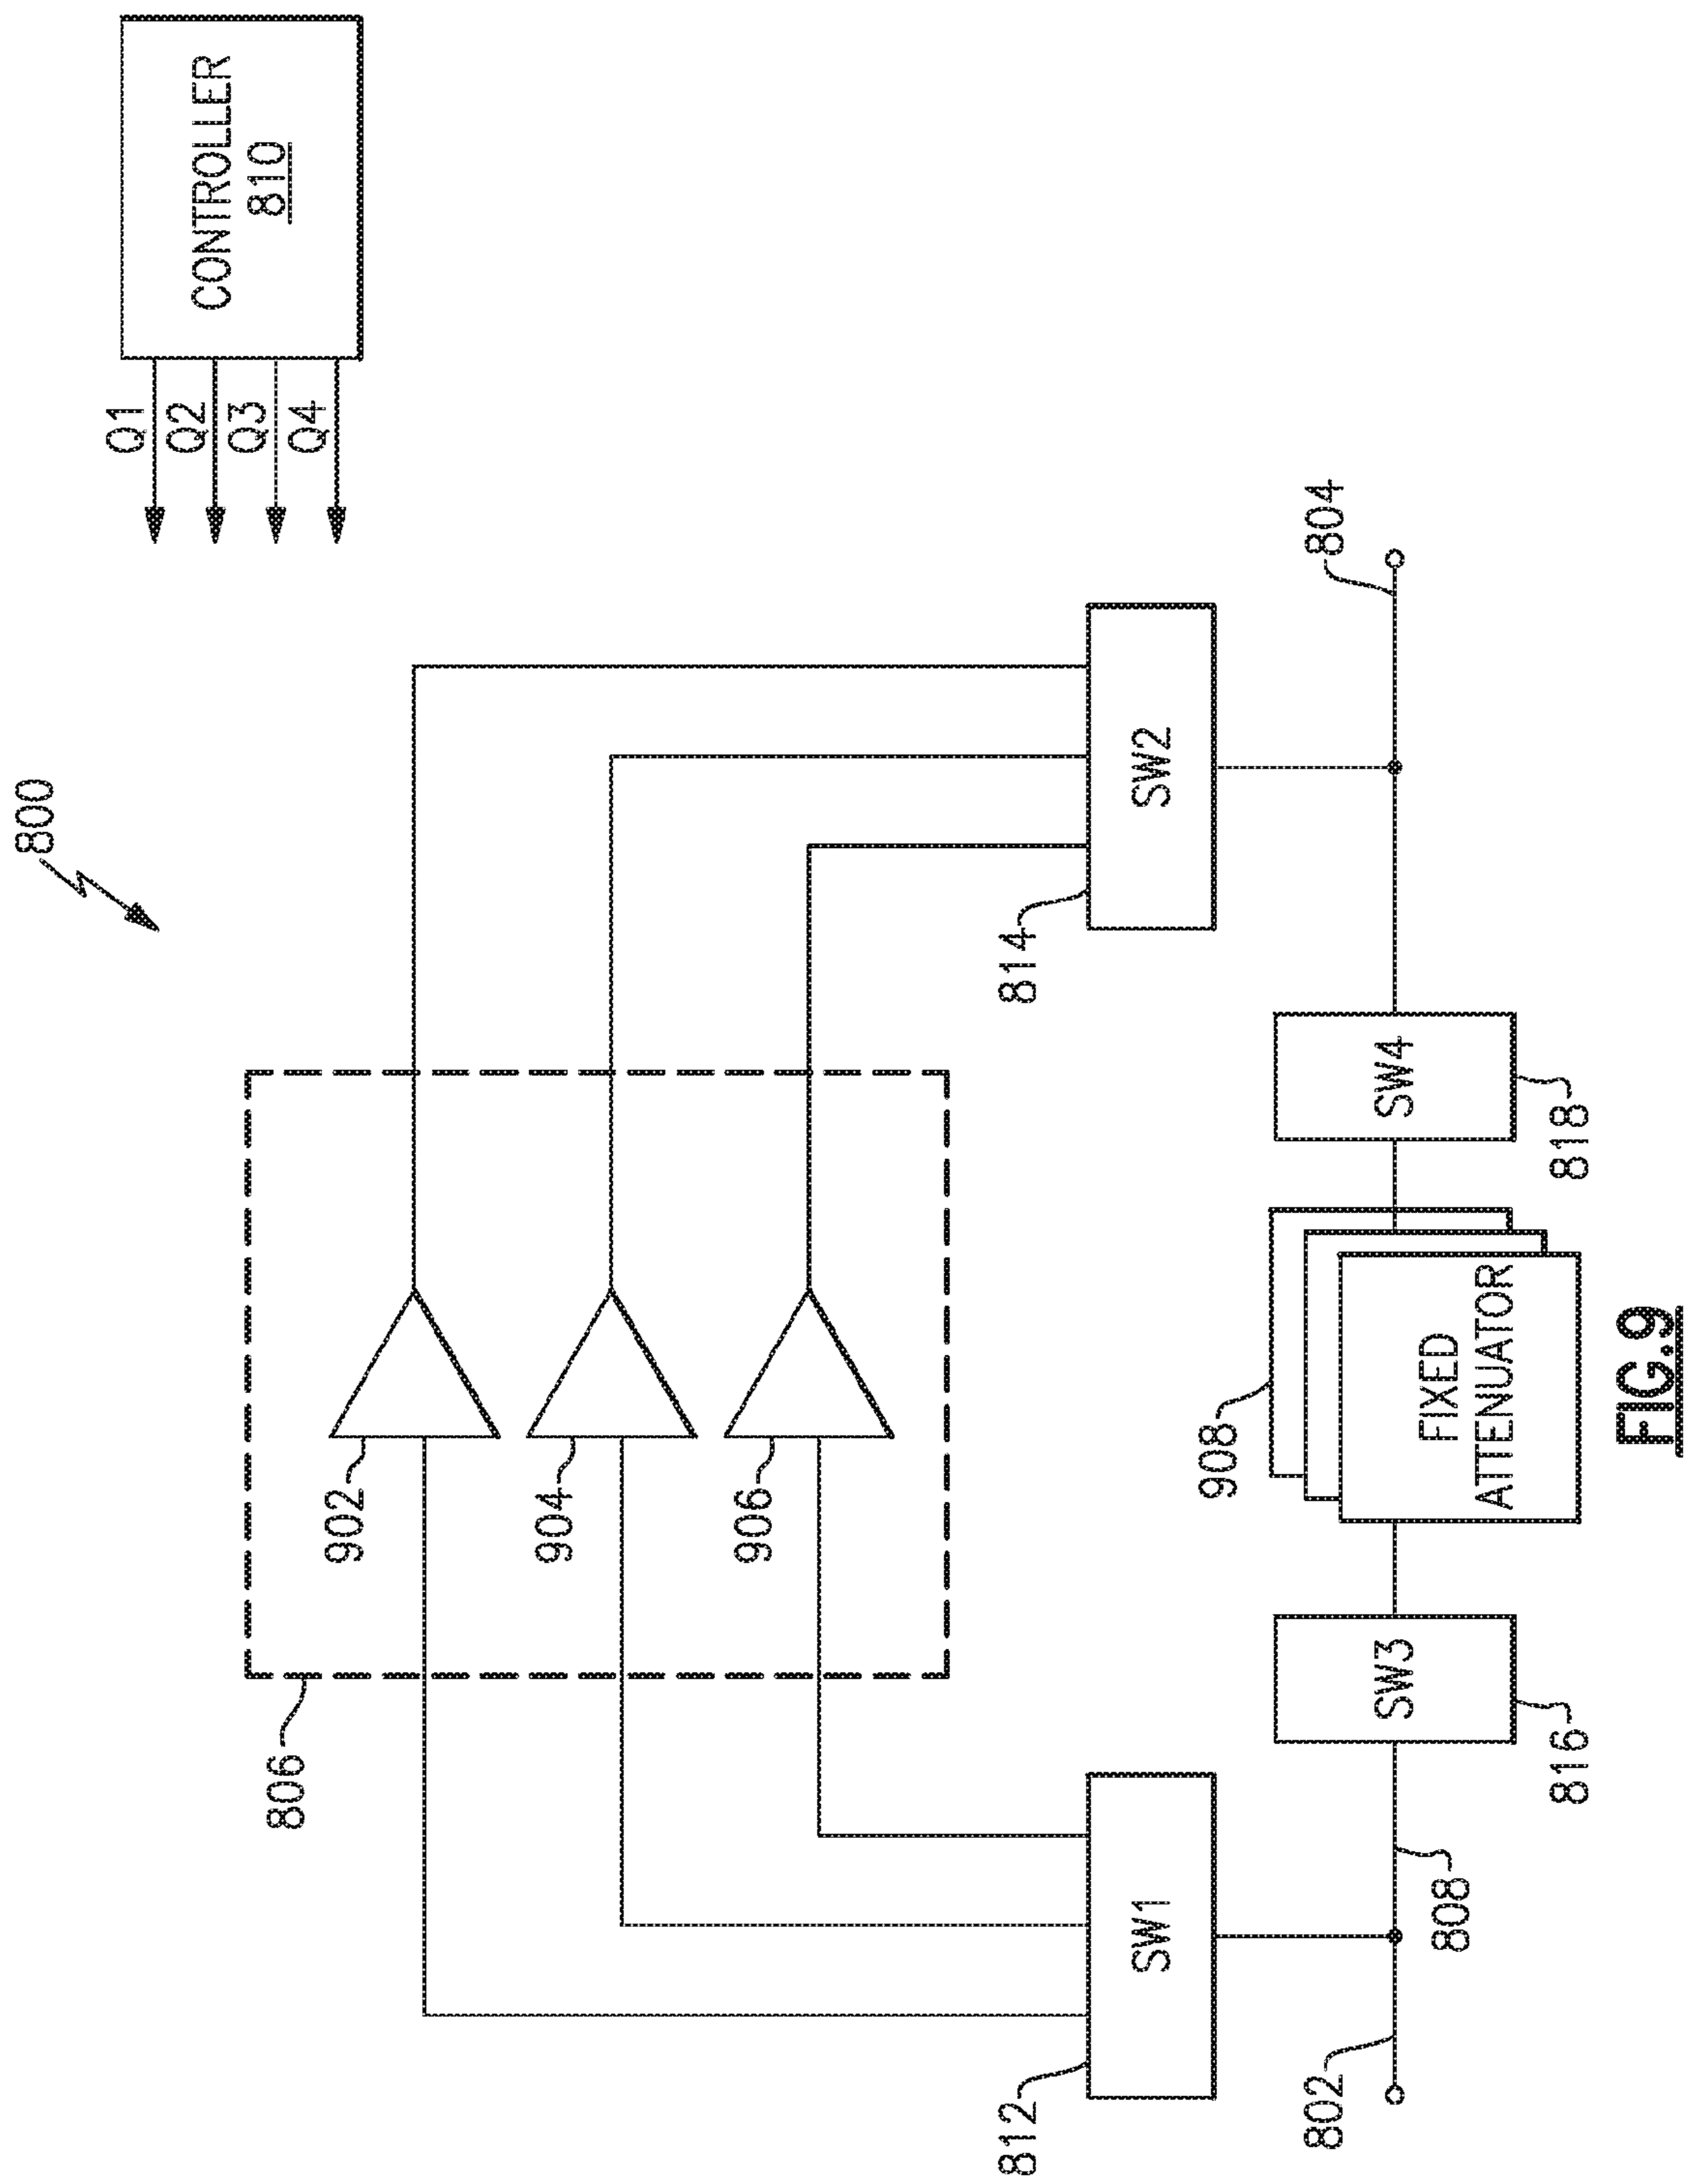 800
CONTROLLER
810
Q1
Q2
Q3
Q4
806
902
904
906
812
SW1
814
SW2
802
808
SW3
816
908
FIXED
ATTENUATOR
SW4
818
804
FIG.9